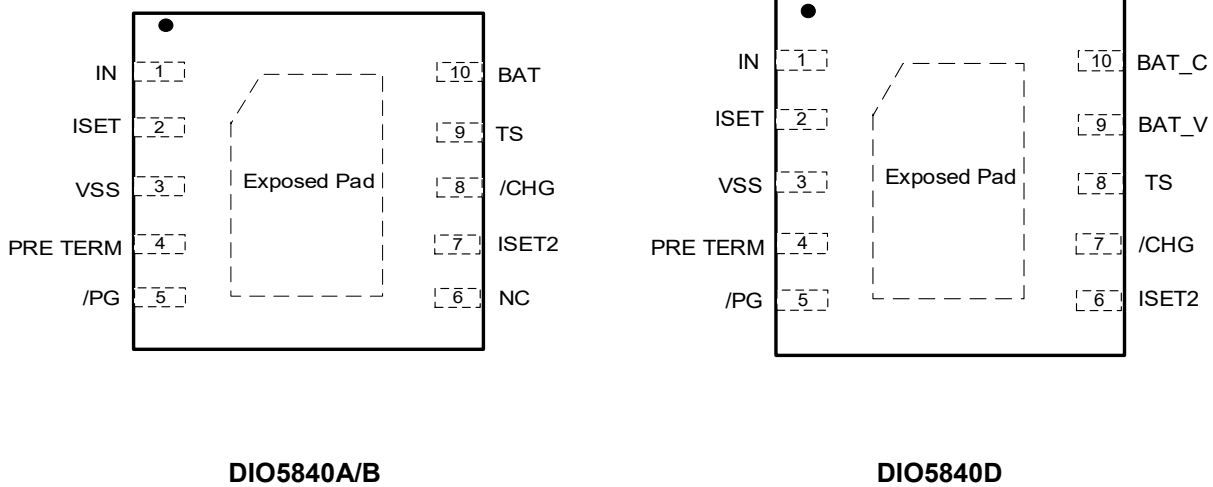 IN 1 10 BAT
ISET 2 9 TS
VSS 3 Exposed Pad 8 /CHG
PRE TERM 4 7 ISET2
/PG 5 6 NC
DIO5840A/B
IN 1 10 BAT_C
ISET 2 9 BAT_V
VSS 3 Exposed Pad 8 TS
PRE TERM 4 7 /CHG
/PG 5 6 ISET2
DIO5840D